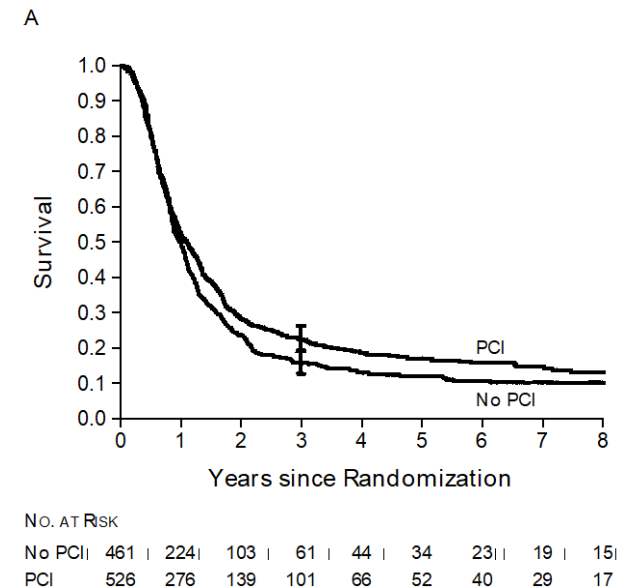 A
1.0
0.9
0.8
0.7
0.6
0.5
0.4
0.3
0.2
0.1
0.0
Survival
PCI
No PCI
0 1 2 3 4 5 6 7 8
Years since Randomization
NO. AT RISK
No PCI| 461 | 224| 103 | 61 | 44 | 34 | 23| | 19 | 15|
PCI 526 276 139 101 66 52 40 29 17